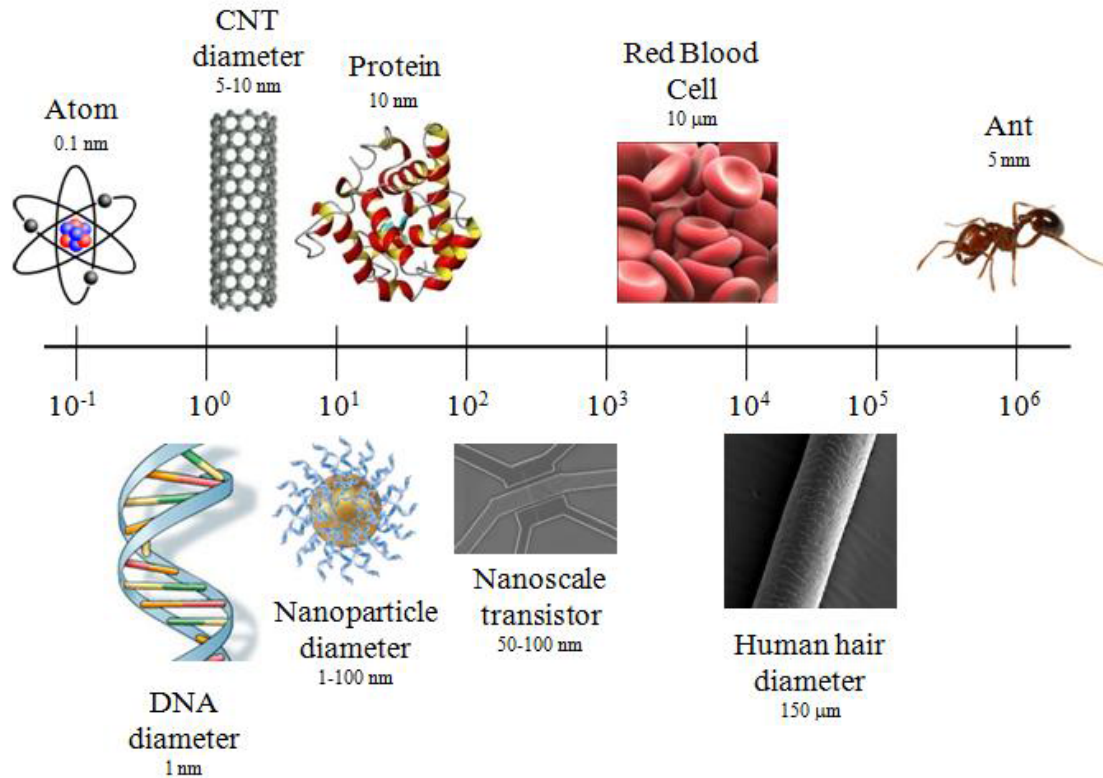 CNT
diameter
5-10 nm
Protein
10 nm
Red Blood
Cell
10 μm
Atom
0.1 nm
Ant
5 mm
10⁻¹
10⁰
10¹
10²
10³
10⁴
10⁵
10⁶
DNA
diameter
1 nm
Nanoparticle
diameter
1-100 nm
Nanoscale
transistor
50-100 nm
Human hair
diameter
150 μm